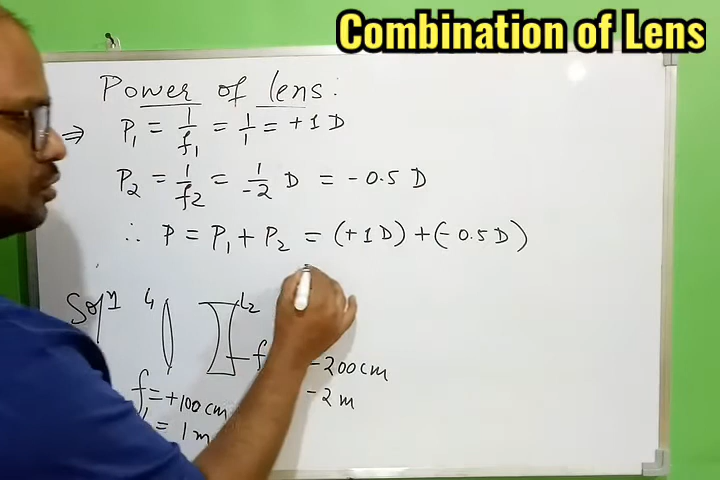 Combination of Lens
Power of lens:
⇒ P₁ = 1/f₁ = 1/1 = +1 D
P₂ = 1/f₂ = 1/-2 D = - 0.5 D
∴ P = P₁ + P₂ = (+1 D) + (- 0.5 D)
Solⁿ L₂
f
-200 cm
-2 m
f₁ = +100 cm
= 1 m